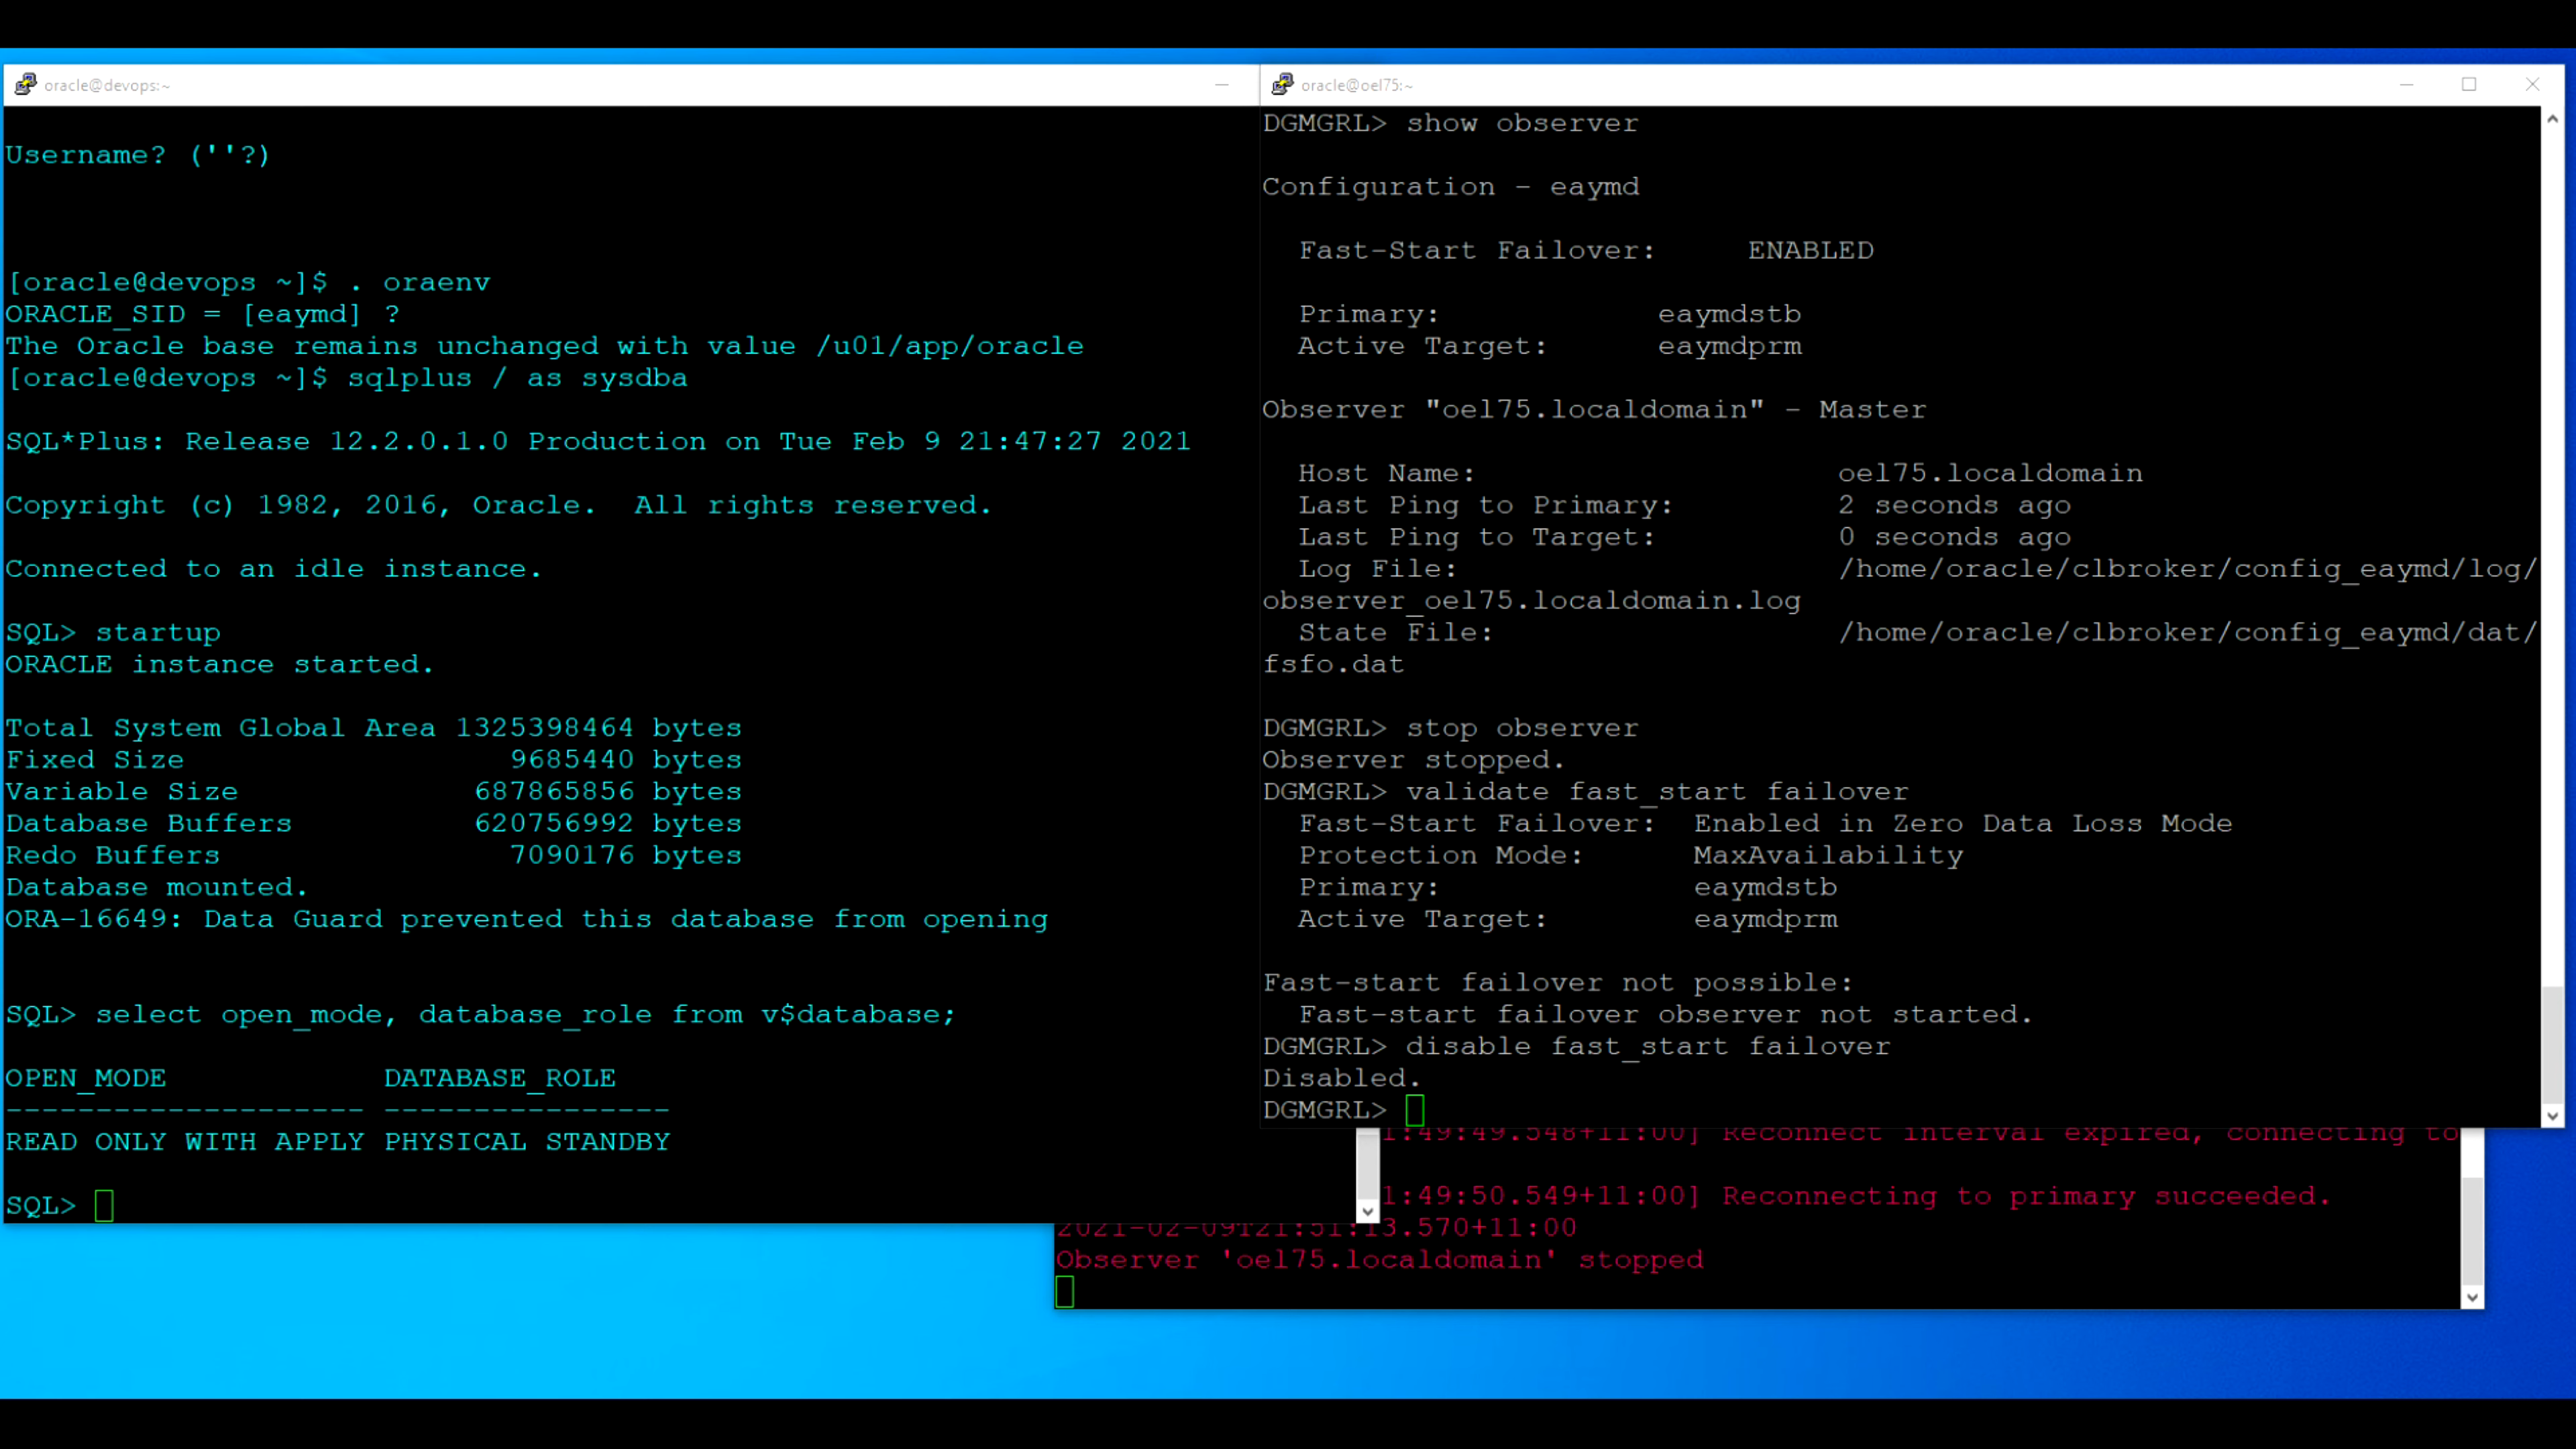 oracle@devops:~
Username? (''?)
[oracle@devops ~]$ . oraenv
ORACLE_SID = [eaymd] ?
The Oracle base remains unchanged with value /u01/app/oracle
[oracle@devops ~]$ sqlplus / as sysdba
SQL*Plus: Release 12.2.0.1.0 Production on Tue Feb 9 21:47:27 2021
Copyright (c) 1982, 2016, Oracle.  All rights reserved.
Connected to an idle instance.
SQL> startup
ORACLE instance started.
Total System Global Area 1325398464 bytes
Fixed Size                  9685440 bytes
Variable Size             687865856 bytes
Database Buffers          620756992 bytes
Redo Buffers                7090176 bytes
Database mounted.
ORA-16649: Data Guard prevented this database from opening
SQL> select open_mode, database_role from v$database;
OPEN_MODE            DATABASE_ROLE
-------------------- ----------------
READ ONLY WITH APPLY PHYSICAL STANDBY
SQL>
oracle@oel75:~
DGMGRL> show observer
Configuration - eaymd
Fast-Start Failover:     ENABLED
Primary:            eaymdstb
Active Target:      eaymdprm
Observer "oel75.localdomain" - Master
Host Name:                    oel75.localdomain
Last Ping to Primary:         2 seconds ago
Last Ping to Target:          0 seconds ago
Log File:                     /home/oracle/clbroker/config_eaymd/log/
observer_oel75.localdomain.log
State File:                   /home/oracle/clbroker/config_eaymd/dat/
fsfo.dat
DGMGRL> stop observer
Observer stopped.
DGMGRL> validate fast_start failover
Fast-Start Failover:  Enabled in Zero Data Loss Mode
Protection Mode:      MaxAvailability
Primary:              eaymdstb
Active Target:        eaymdprm
Fast-start failover not possible:
Fast-start failover observer not started.
DGMGRL> disable fast_start failover
Disabled.
DGMGRL>
1:49:49.548+11:00] Reconnect interval expired, connecting to
1:49:50.549+11:00] Reconnecting to primary succeeded.
2021-02-09T21:51:13.570+11:00
Observer 'oel75.localdomain' stopped